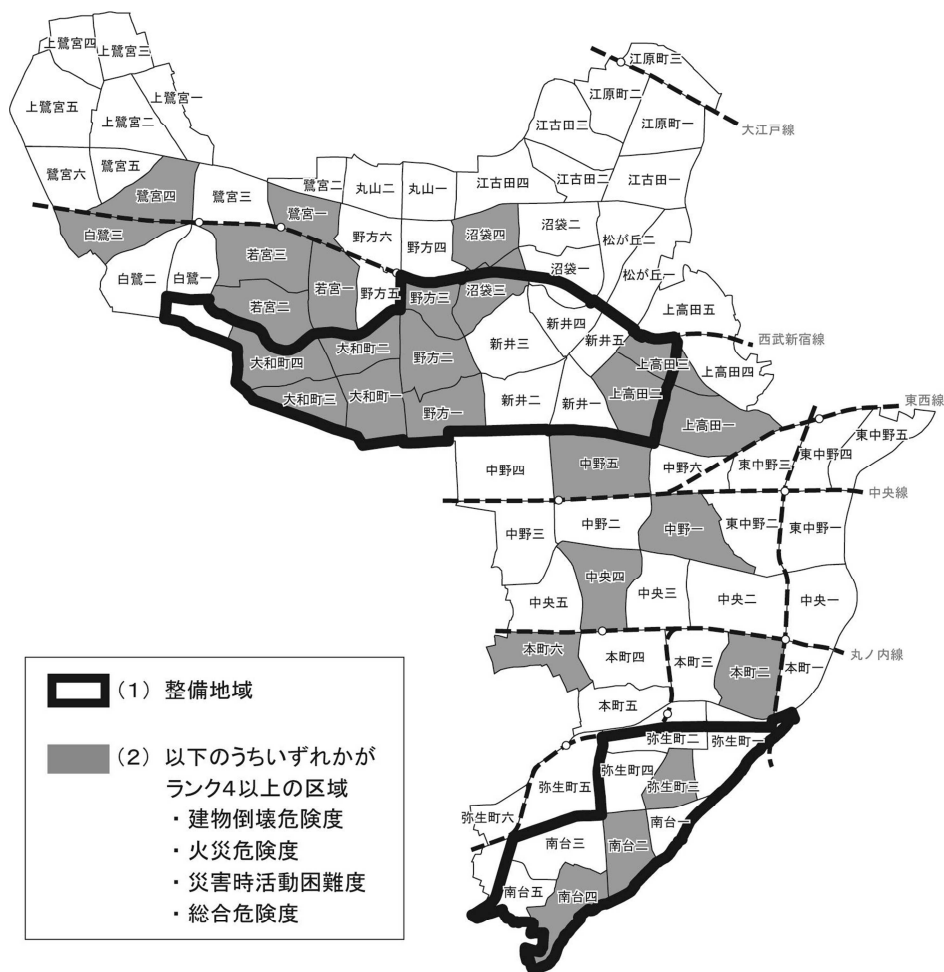 上鷺宮四
上鷺宮三
上鷺宮五
上鷺宮二
上鷺宮一
江原町三
江原町二
江原町一
大江戸線
江古田三
鷺宮六
鷺宮五
鷺宮四
鷺宮三
鷺宮二
鷺宮一
丸山二
丸山一
江古田四
江古田二
江古田一
白鷺三
白鷺二
白鷺一
若宮三
若宮二
若宮一
野方六
野方五
野方四
野方三
沼袋四
沼袋三
沼袋二
沼袋一
松が丘二
松が丘一
上高田五
西武新宿線
大和町四
大和町二
大和町三
大和町一
野方二
野方一
新井三
新井四
新井五
新井二
新井一
上高田三
上高田二
上高田四
上高田一
東西線
中野四
中野五
中野六
東中野三
東中野四
東中野五
中央線
中野三
中野二
中野一
東中野二
東中野一
中央五
中央四
中央三
中央二
中央一
丸ノ内線
本町六
本町四
本町三
本町二
本町一
本町五
弥生町二
弥生町一
弥生町五
弥生町四
弥生町三
弥生町六
南台三
南台二
南台一
南台五
南台四
(1) 整備地域
(2) 以下のうちいずれかが
ランク4以上の区域
・建物倒壊危険度
・火災危険度
・災害時活動困難度
・総合危険度